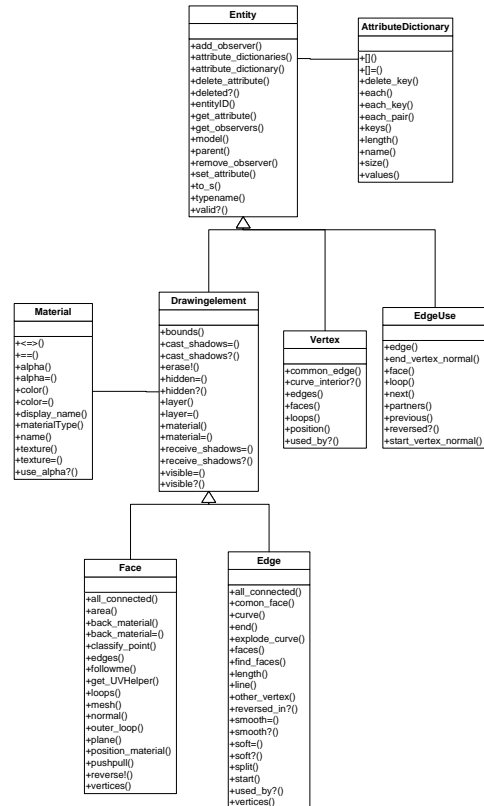 Entity
+add_observer()
+attribute_dictionaries()
+attribute_dictionary()
+delete_attribute()
+deleted?()
+entityID()
+get_attribute()
+get_observers()
+model()
+parent()
+remove_observer()
+set_attribute()
+to_s()
+typename()
+valid?()
AttributeDictionary
+[]()
+[]=()
+delete_key()
+each()
+each_key()
+each_pair()
+keys()
+length()
+name()
+size()
+values()
Material
+<=>()
+==()
+alpha()
+alpha=()
+color()
+color=()
+display_name()
+materialType()
+name()
+texture()
+texture=()
+use_alpha?()
Drawingelement
+bounds()
+cast_shadows=()
+cast_shadows?()
+erase!()
+hidden=()
+hidden?()
+layer()
+layer=()
+material()
+material=()
+receive_shadows=()
+receive_shadows?()
+visible=()
+visible?()
Vertex
+common_edge()
+curve_interior?()
+edges()
+faces()
+loops()
+position()
+used_by?()
EdgeUse
+edge()
+end_vertex_normal()
+face()
+loop()
+next()
+partners()
+previous()
+reversed?()
+start_vertex_normal()
Face
+all_connected()
+area()
+back_material()
+back_material=()
+classify_point()
+edges()
+followme()
+get_UVHelper()
+loops()
+mesh()
+normal()
+outer_loop()
+plane()
+position_material()
+pushpull()
+reverse!()
+vertices()
Edge
+all_connected()
+comon_face()
+curve()
+end()
+explode_curve()
+faces()
+find_faces()
+length()
+line()
+other_vertex()
+reversed_in?()
+smooth=()
+smooth?()
+soft=()
+soft?()
+split()
+start()
+used_by?()
+vertices()